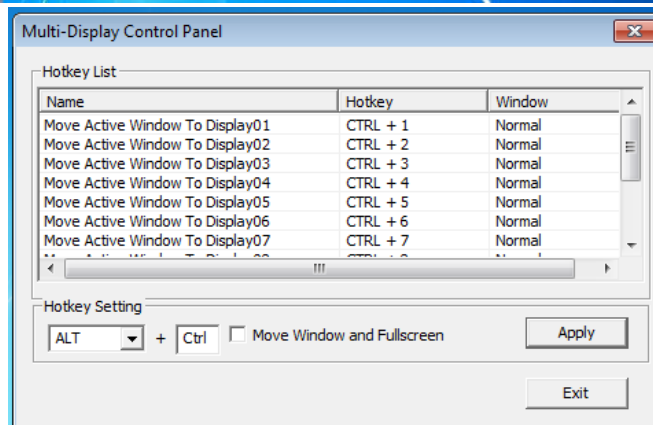 Multi-Display Control Panel
Hotkey List
Name Hotkey Window
Move Active Window To Display01 CTRL + 1 Normal
Move Active Window To Display02 CTRL + 2 Normal
Move Active Window To Display03 CTRL + 3 Normal
Move Active Window To Display04 CTRL + 4 Normal
Move Active Window To Display05 CTRL + 5 Normal
Move Active Window To Display06 CTRL + 6 Normal
Move Active Window To Display07 CTRL + 7 Normal
Hotkey Setting
ALT + Ctrl Move Window and Fullscreen Apply
Exit